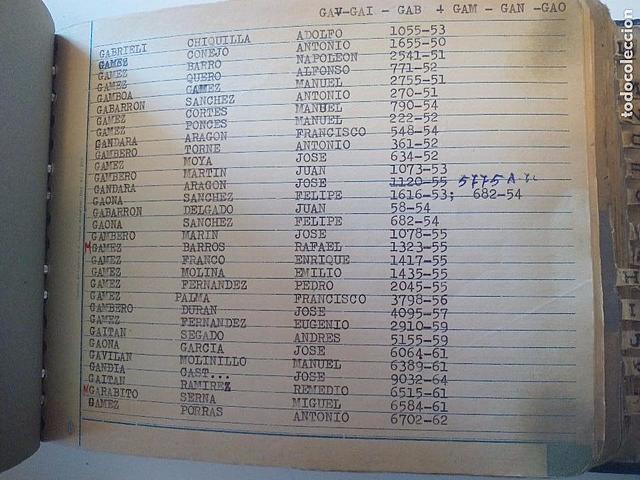 GAV-GAI - GAB + GAM - GAN -GAO
GABRIELI CHIQUILLA ADOLFO 1055-53
GAMEZ CONEJO ANTONIO 1655-50
GAMEZ BARRO NAPOLEON 2541-51
GAMEZ QUERO ALFONSO 771-52
GAMBOA GAMEZ MANUEL 2755-51
GABARRON SANCHEZ ANTONIO 270-51
GAMEZ CORTES MANUEL 790-54
GAMEZ PONCES MANUEL 222-52
GANDARA ARAGON FRANCISCO 548-54
GAMBERO TORNE ANTONIO 361-52
GAMEZ MOYA JOSE 634-52
GAMBERO MARTIN JUAN 1073-53
GANDARA ARAGON JOSE 1120-55 5775 A
GAONA SANCHEZ FELIPE 1616-53; 682-54
GABARRON DELGADO JUAN 58-54
GAONA SANCHEZ FELIPE 682-54
GAMBERO MARIN JOSE 1078-55
M GAMEZ BARROS RAFAEL 1323-55
GAMEZ FRANCO ENRIQUE 1417-55
GAMEZ MOLINA EMILIO 1435-55
GAMEZ FERNANDEZ PEDRO 2045-55
GAMEZ PALMA FRANCISCO 3798-56
GAMBERO DURAN JOSE 4095-57
GAMEZ FERNANDEZ EUGENIO 2910-59
GAITAN SEGADO ANDRES 5155-59
GAONA GARCIA JOSE 6064-61
GAVILAN MOLINILLO MANUEL 6389-61
GANDIA CAST... JOSE 9032-64
GAITAN RAMIREZ REMEDIO 6515-61
M GARABITO SERNA MIGUEL 6584-61
GAMEZ PORRAS ANTONIO 6702-62
todocoleccion